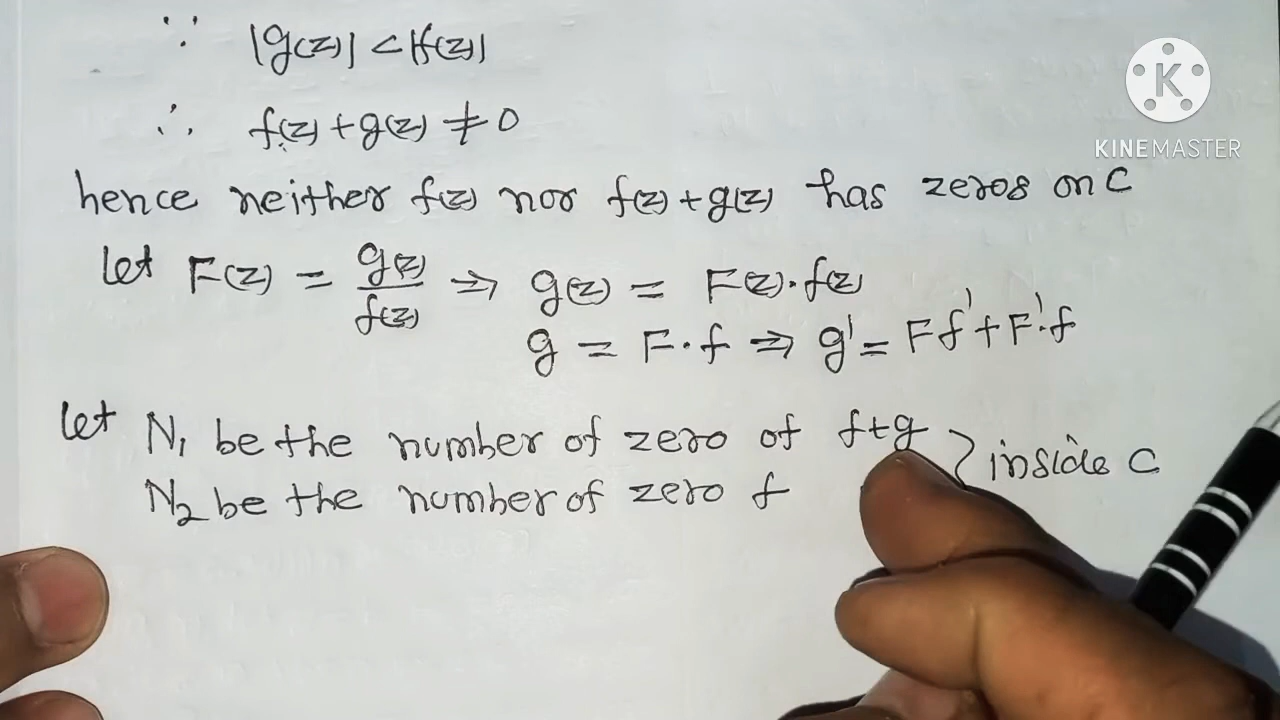 ∵ |g(z)| < |f(z)|
∴ f(z) + g(z) ≠ 0
hence neither f(z) nor f(z) + g(z) has zeros on C
let F(z) = g(z)/f(z) ⇒ g(z) = F(z)·f(z)
g = F·f ⇒ g' = Ff' + F'·f
let N₁ be the number of zero of f+g
N₂ be the number of zero f } inside C
K
KINEMASTER